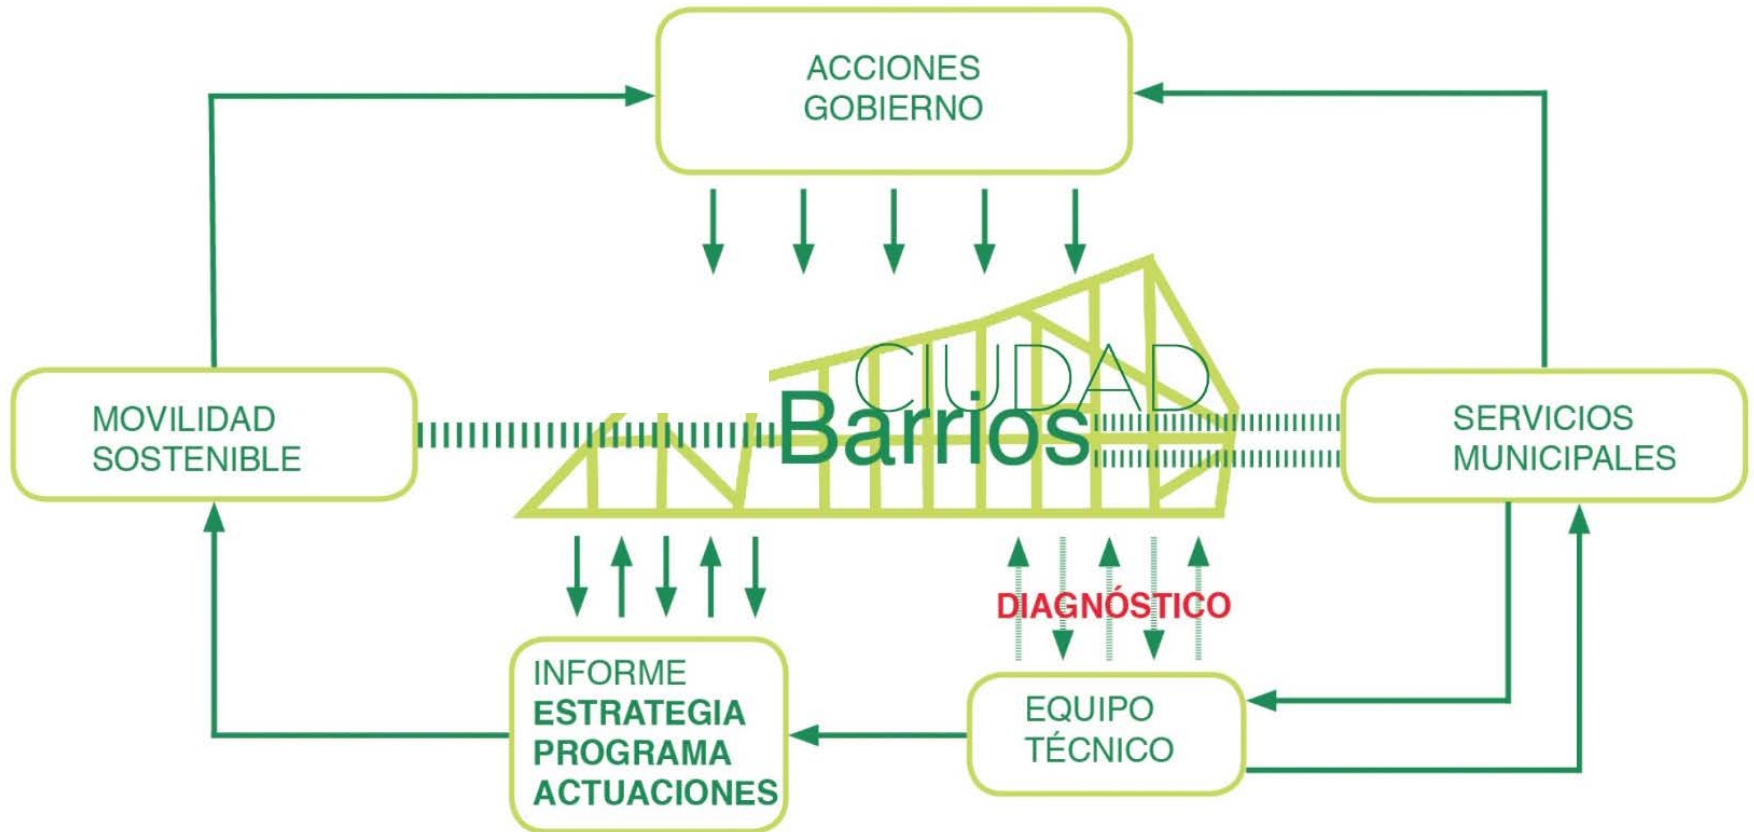 ACCIONES
GOBIERNO
CIUDAD
Barrios
MOVILIDAD
SOSTENIBLE
SERVICIOS
MUNICIPALES
DIAGNÓSTICO
INFORME
ESTRATEGIA
PROGRAMA
ACTUACIONES
EQUIPO
TÉCNICO